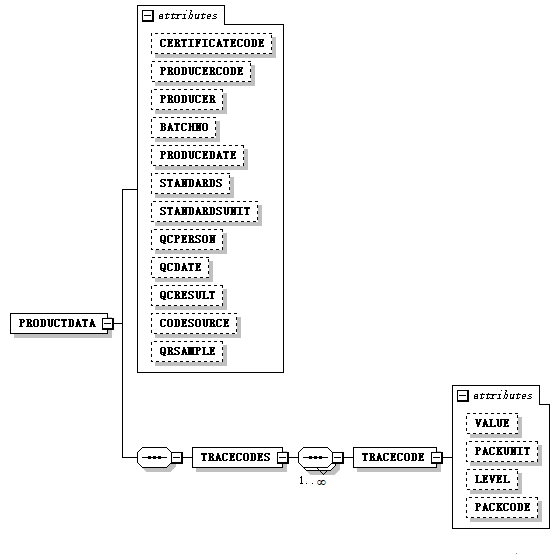 attributes
CERTIFICATECODE
PRODUCERCODE
PRODUCER
BATCHNO
PRODUCEDATE
STANDARDS
STANDARDSUNIT
QCPERSON
QCDATE
QCRESULT
CODESOURCE
QRSAMPLE
PRODUCTDATA
TRACECODES
1..∞
TRACECODE
attributes
VALUE
PACKUNIT
LEVEL
PACKCODE